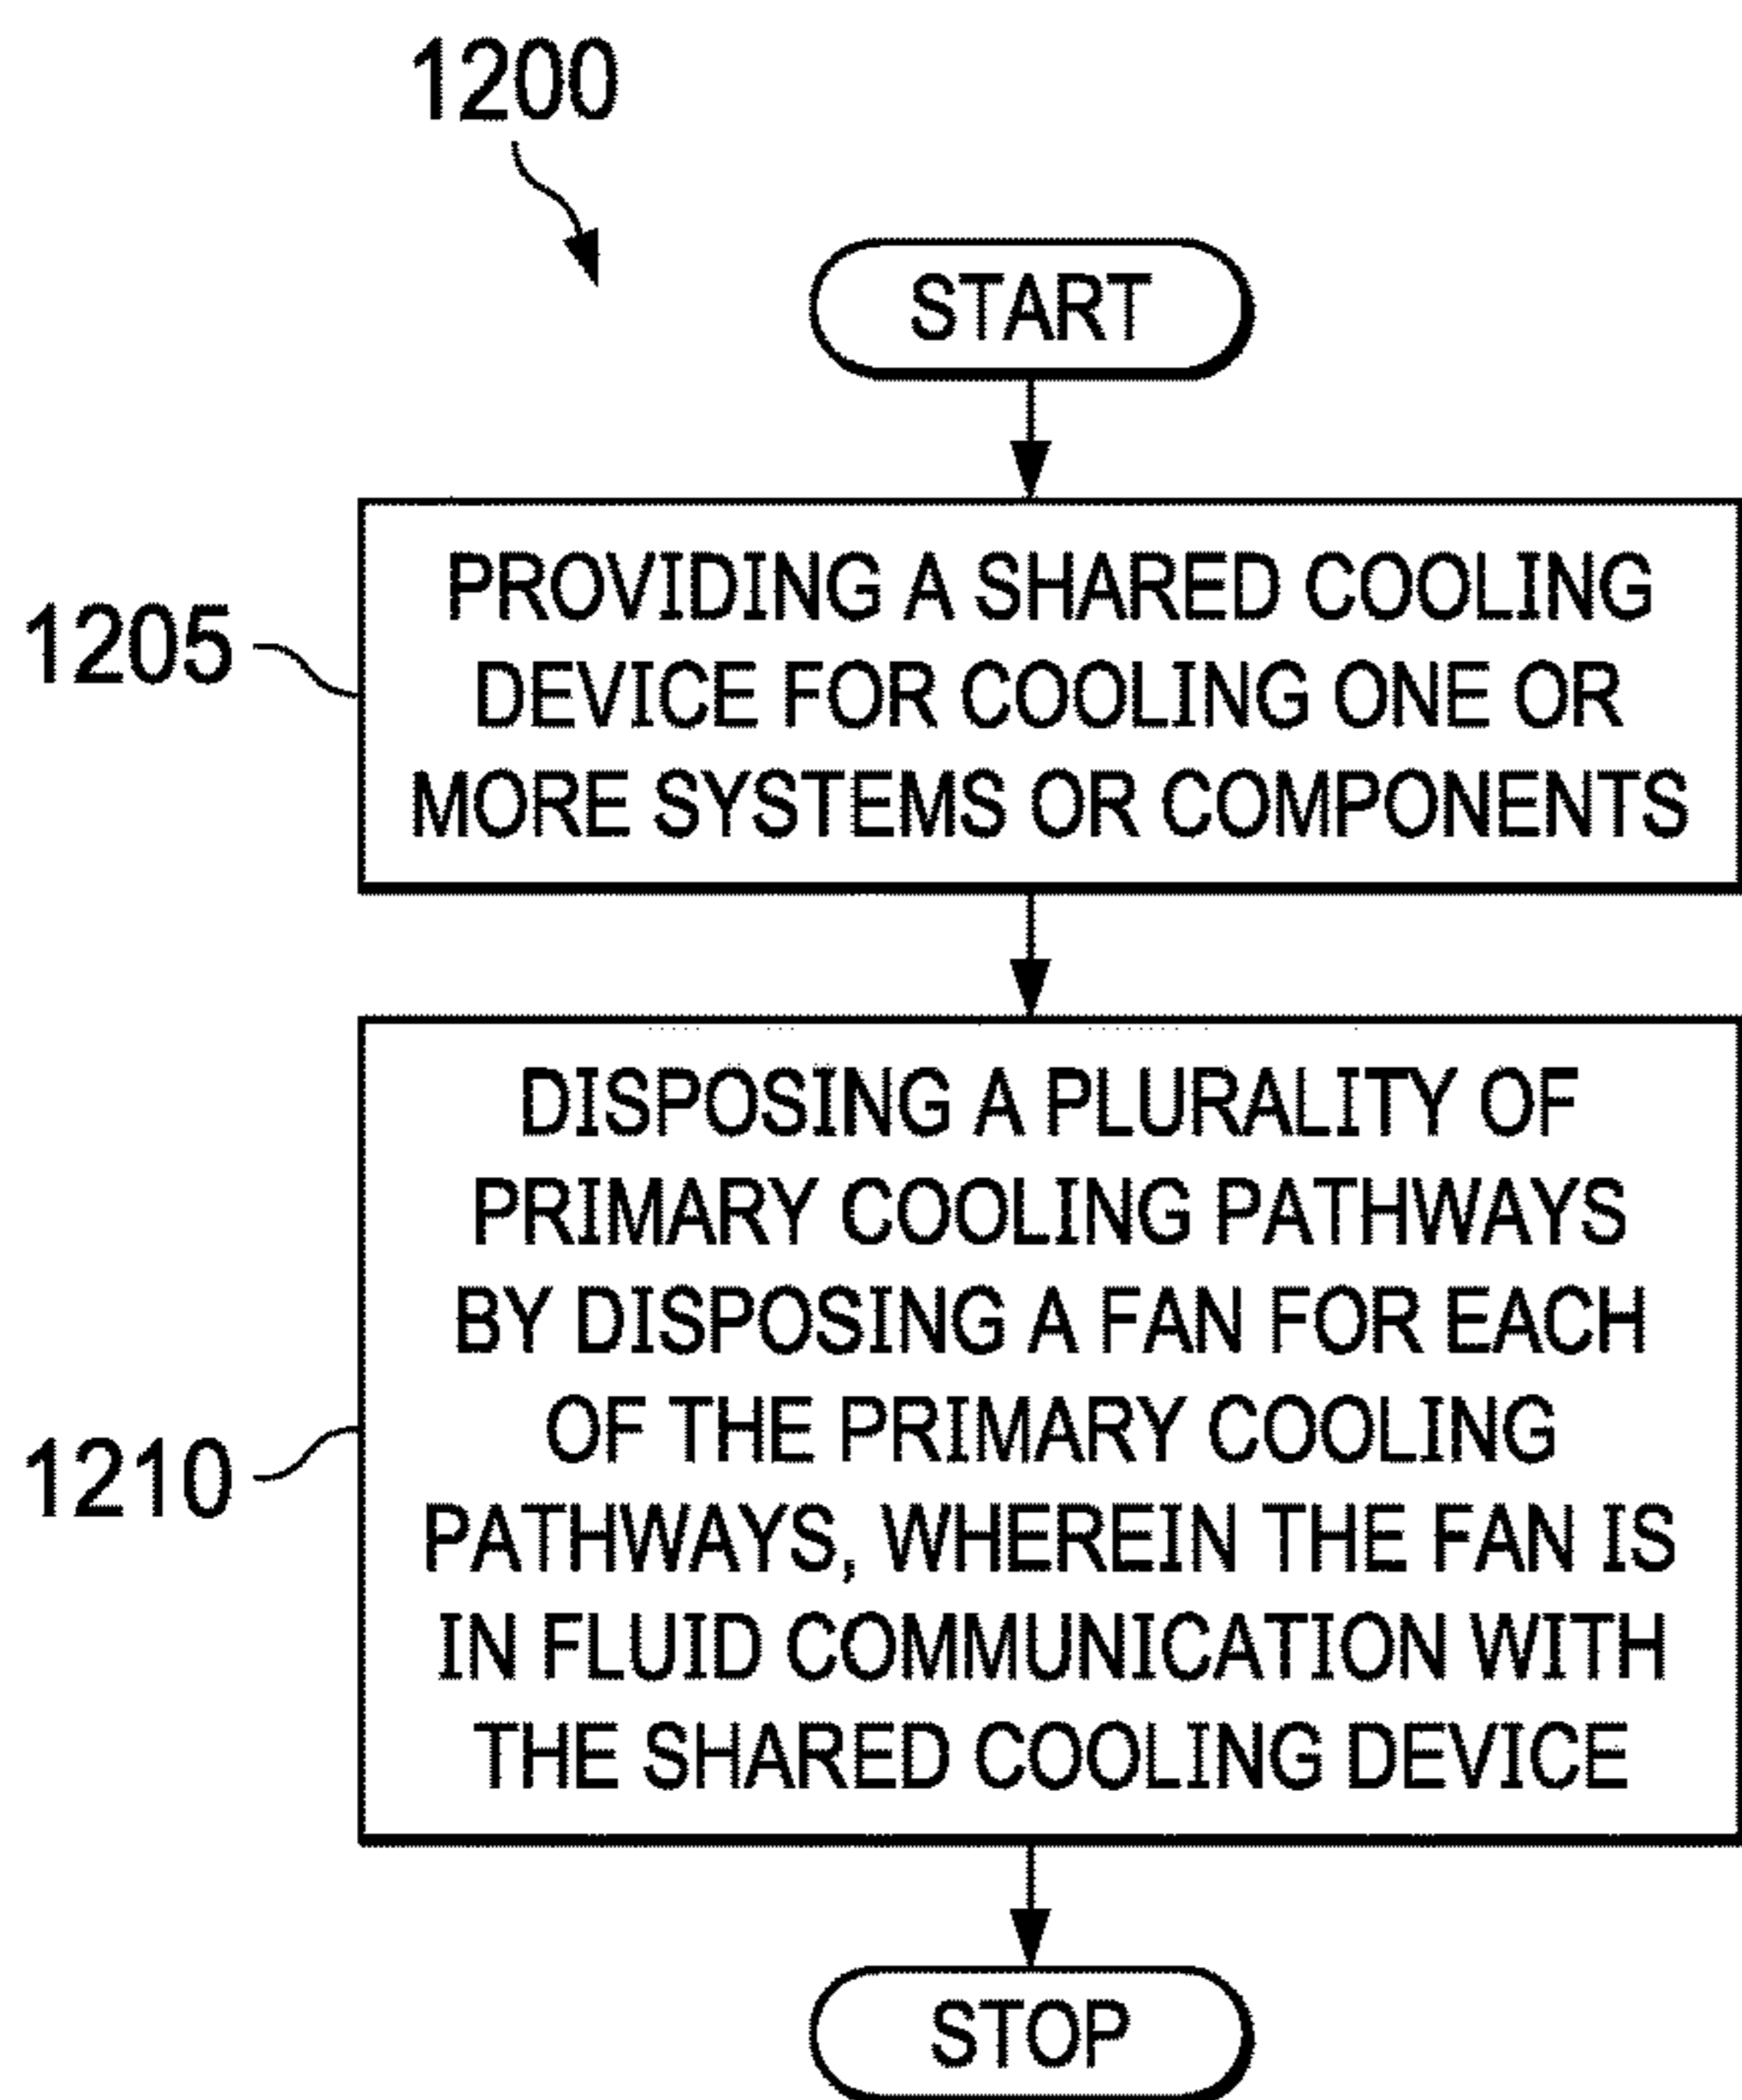 1200
START
1205
PROVIDING A SHARED COOLING
DEVICE FOR COOLING ONE OR
MORE SYSTEMS OR COMPONENTS
1210
DISPOSING A PLURALITY OF
PRIMARY COOLING PATHWAYS
BY DISPOSING A FAN FOR EACH
OF THE PRIMARY COOLING
PATHWAYS, WHEREIN THE FAN IS
IN FLUID COMMUNICATION WITH
THE SHARED COOLING DEVICE
STOP